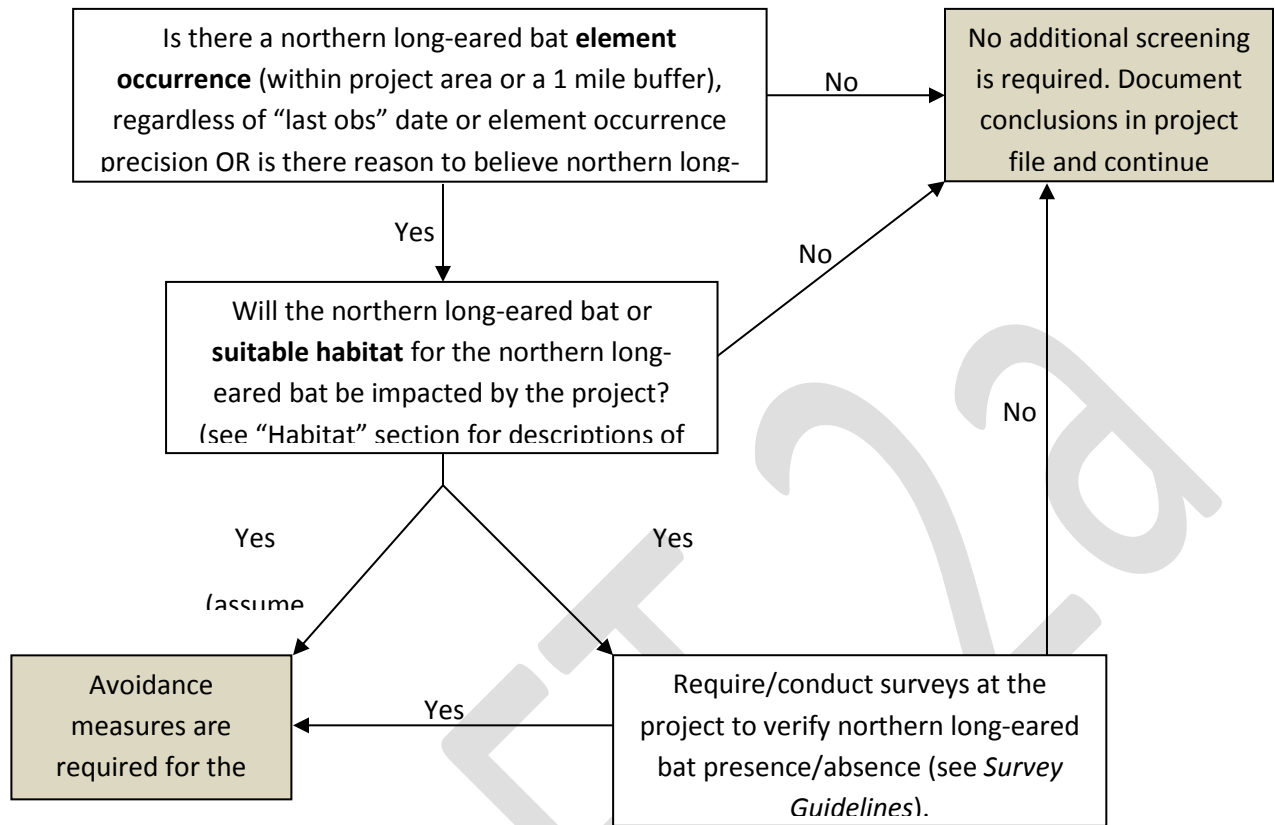 Is there a northern long-eared bat element
occurrence (within project area or a 1 mile buffer),
regardless of “last obs” date or element occurrence
precision OR is there reason to believe northern long-
No
No additional screening
is required. Document
conclusions in project
file and continue
Yes
No
Will the northern long-eared bat or
suitable habitat for the northern long-
eared bat be impacted by the project?
(see “Habitat” section for descriptions of
No
Yes
(assume
Yes
Avoidance
measures are
required for the
Yes
Require/conduct surveys at the
project to verify northern long-eared
bat presence/absence (see Survey
Guidelines).